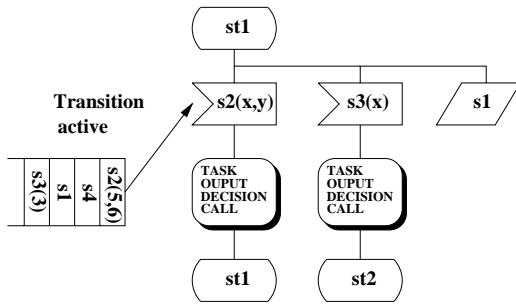 st1
s2(x,y)
s3(x)
s1
Transition
active
s3(3)
s1
s4
s2(5,6)
TASK
OUPUT
DECISION
CALL
TASK
OUPUT
DECISION
CALL
st1
st2